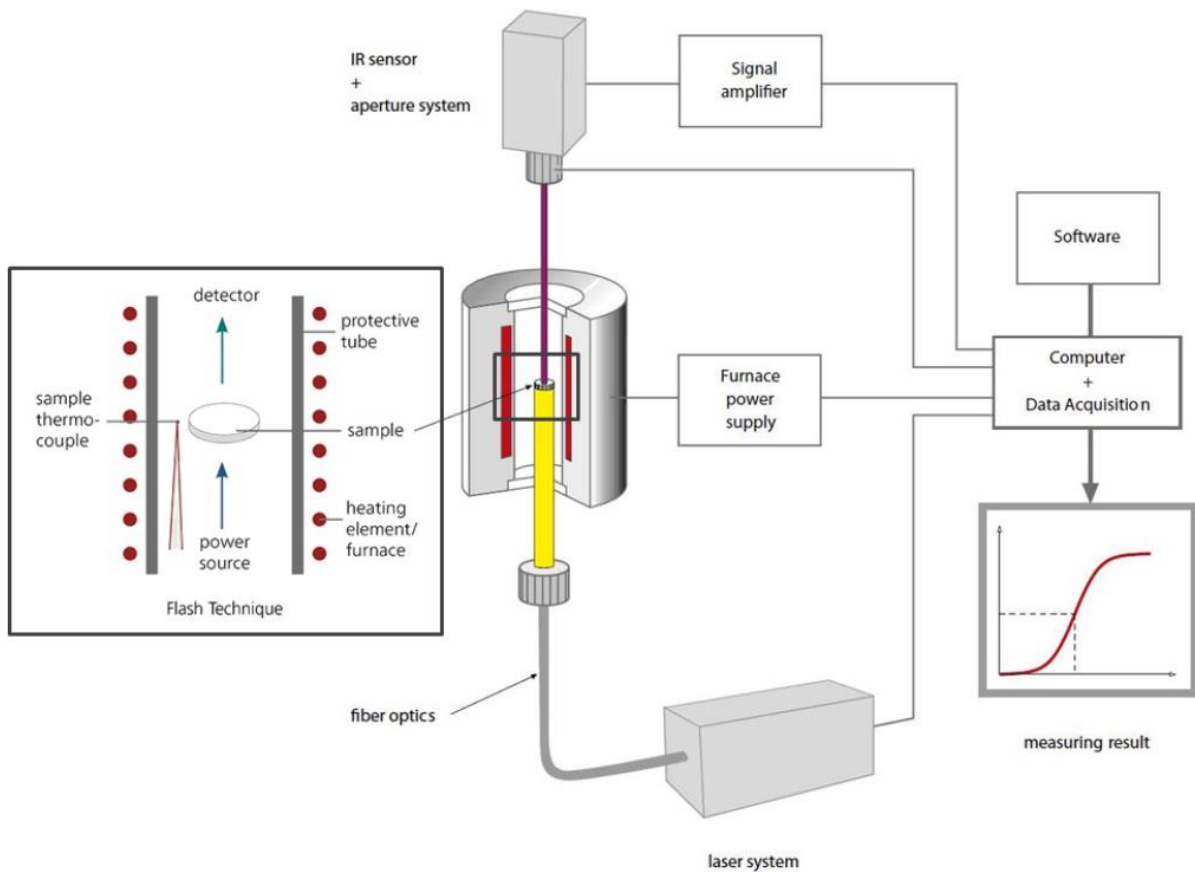 IR sensor
+
aperture system
Signal
amplifier
Software
detector
protective
tube
sample
thermo-
couple
sample
heating
element/
furnace
power
source
Flash Technique
Furnace
power
supply
Computer
+
Data Acquisition
fiber optics
measuring result
laser system